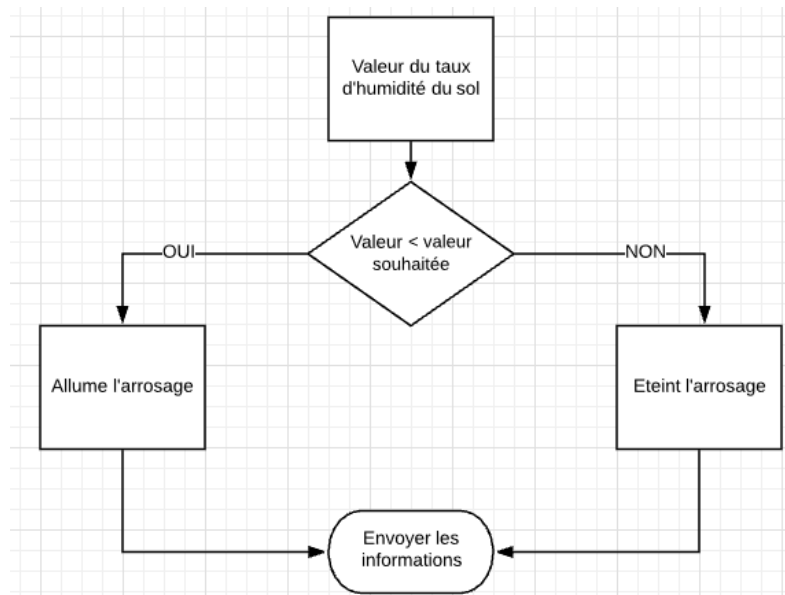 Valeur du taux
d'humidité du sol
Valeur < valeur
souhaitée
OUI
NON
Allume l'arrosage
Eteint l'arrosage
Envoyer les
informations